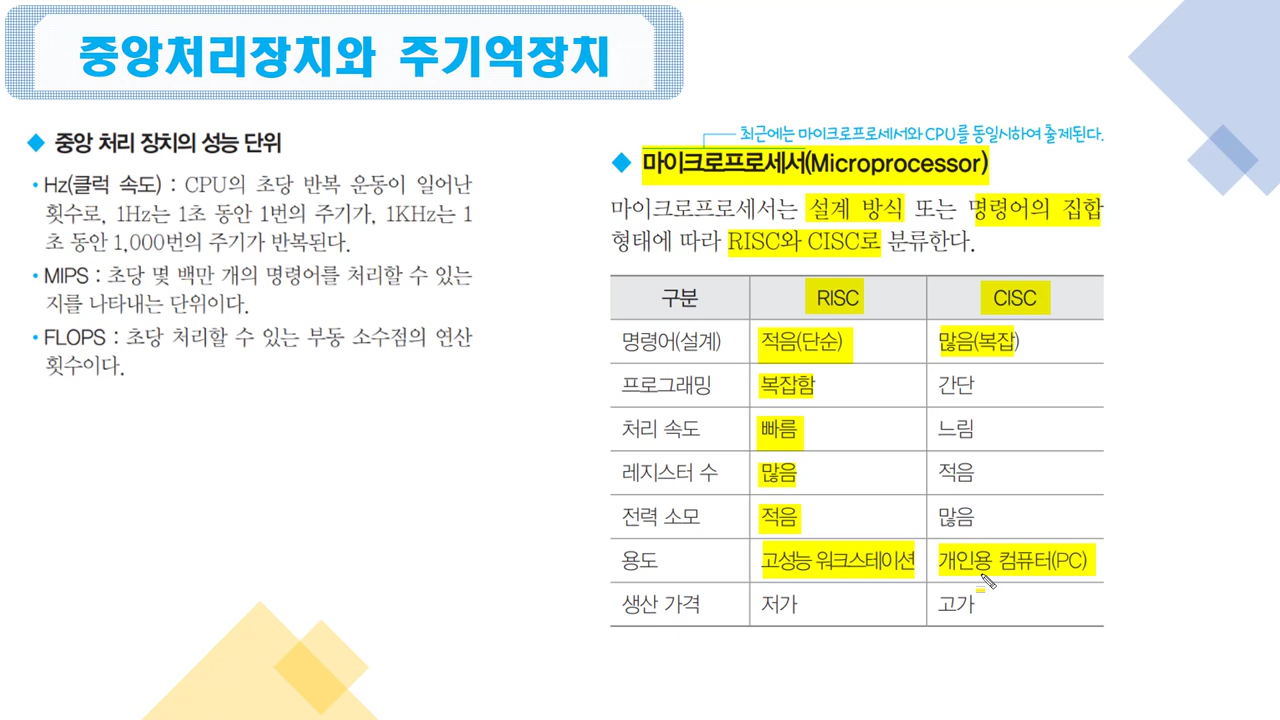 중앙처리장치와 주기억장치
◆ 중앙 처리 장치의 성능 단위
• Hz(클럭 속도) : CPU의 초당 반복 운동이 일어난
횟수로, 1Hz는 1초 동안 1번의 주기가, 1KHz는 1
초 동안 1,000번의 주기가 반복된다.
• MIPS : 초당 몇 백만 개의 명령어를 처리할 수 있는
지를 나타내는 단위이다.
• FLOPS : 초당 처리할 수 있는 부동 소수점의 연산
횟수이다.
최근에는 마이크로프로세서와 CPU를 동일시하여 출제된다.
◆ 마이크로프로세서(Microprocessor)
마이크로프로세서는 설계 방식 또는 명령어의 집합
형태에 따라 RISC와 CISC로 분류한다.
구분 RISC CISC
명령어(설계) 적음(단순) 많음(복잡)
프로그래밍 복잡함 간단
처리 속도 빠름 느림
레지스터 수 많음 적음
전력 소모 적음 많음
용도 고성능 워크스테이션 개인용 컴퓨터(PC)
생산 가격 저가 고가